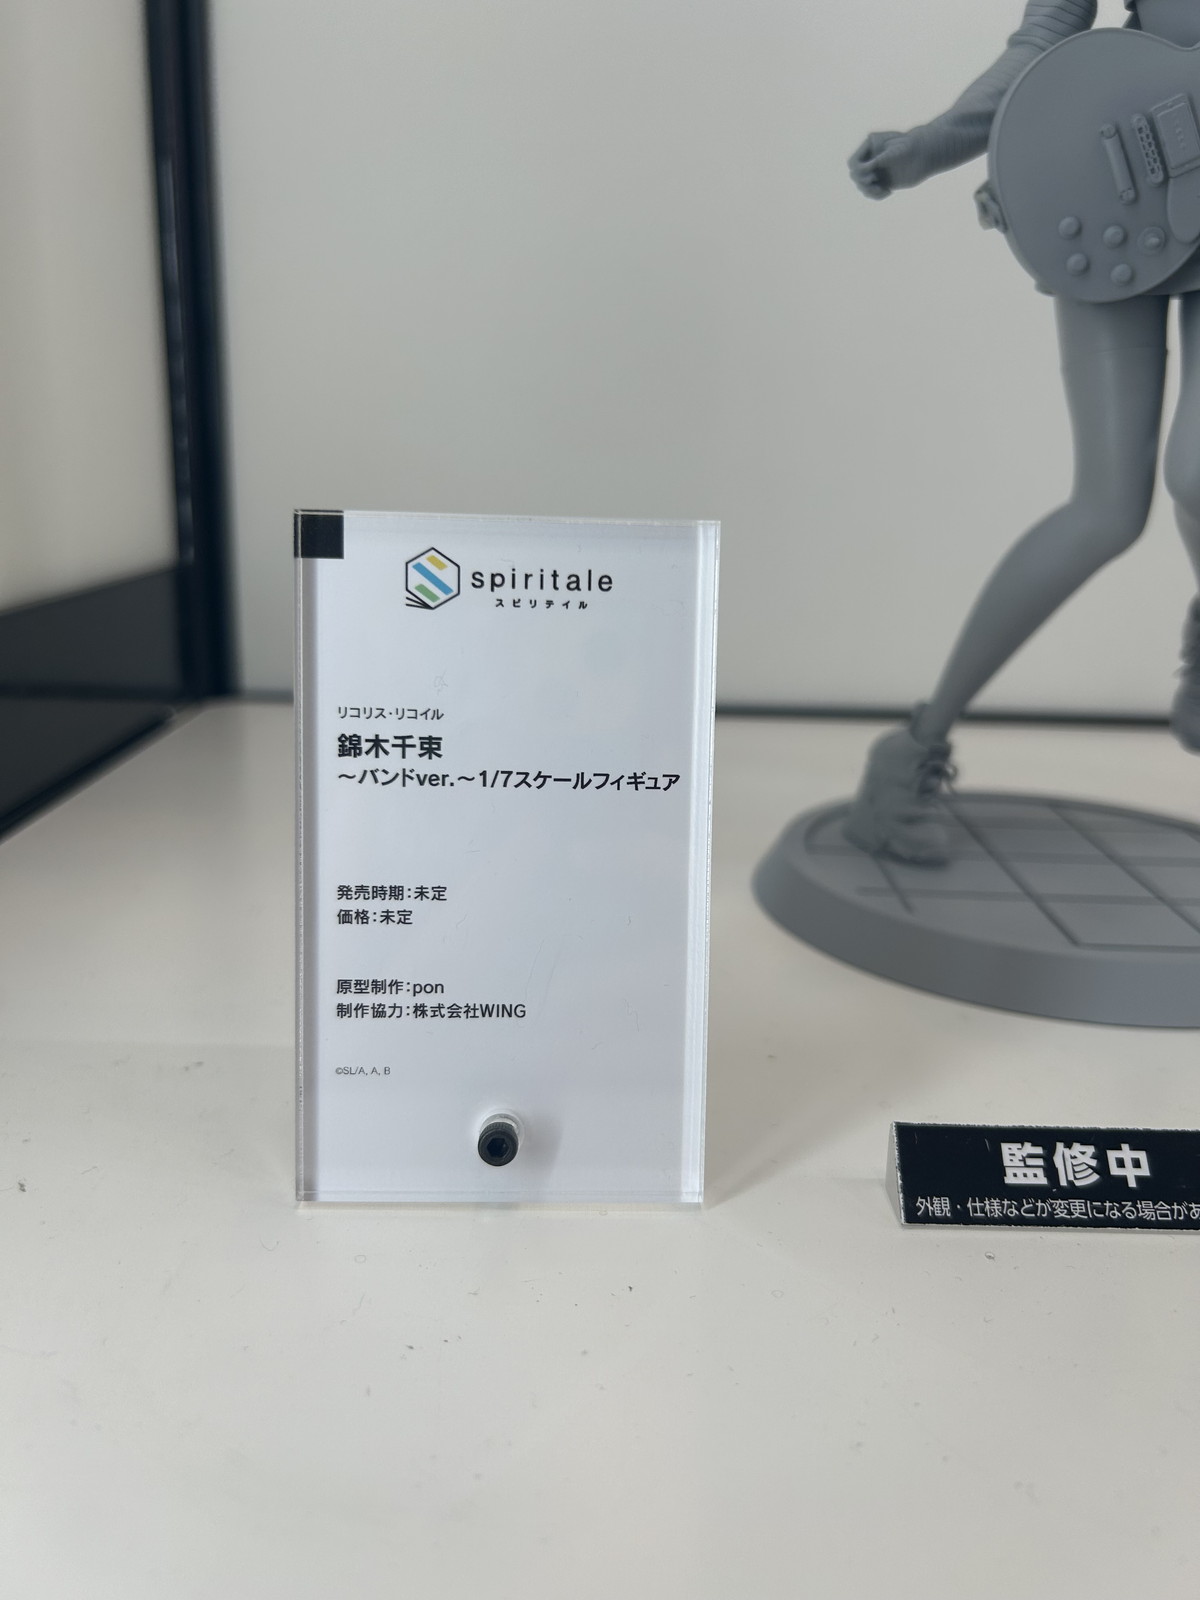 spiritale
スピリテイル
リコリス・リコイル
錦木千束
～バンドver.～1/7スケールフィギュア
発売時期：未定
価格：未定
原型制作：pon
制作協力：株式会社WING
©SL/A, A, B
監修中
外観・仕様などが変更になる場合があ